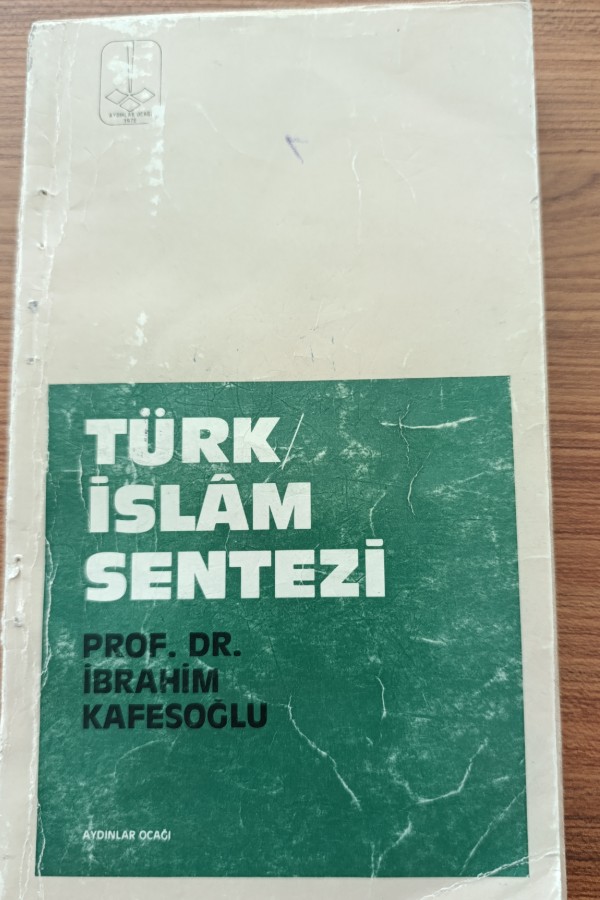 TÜRK/
İSLÂM
SENTEZİ
PROF. DR.
İBRAHİM
KAFESOĞLU
AYDINLAR OCAĞI